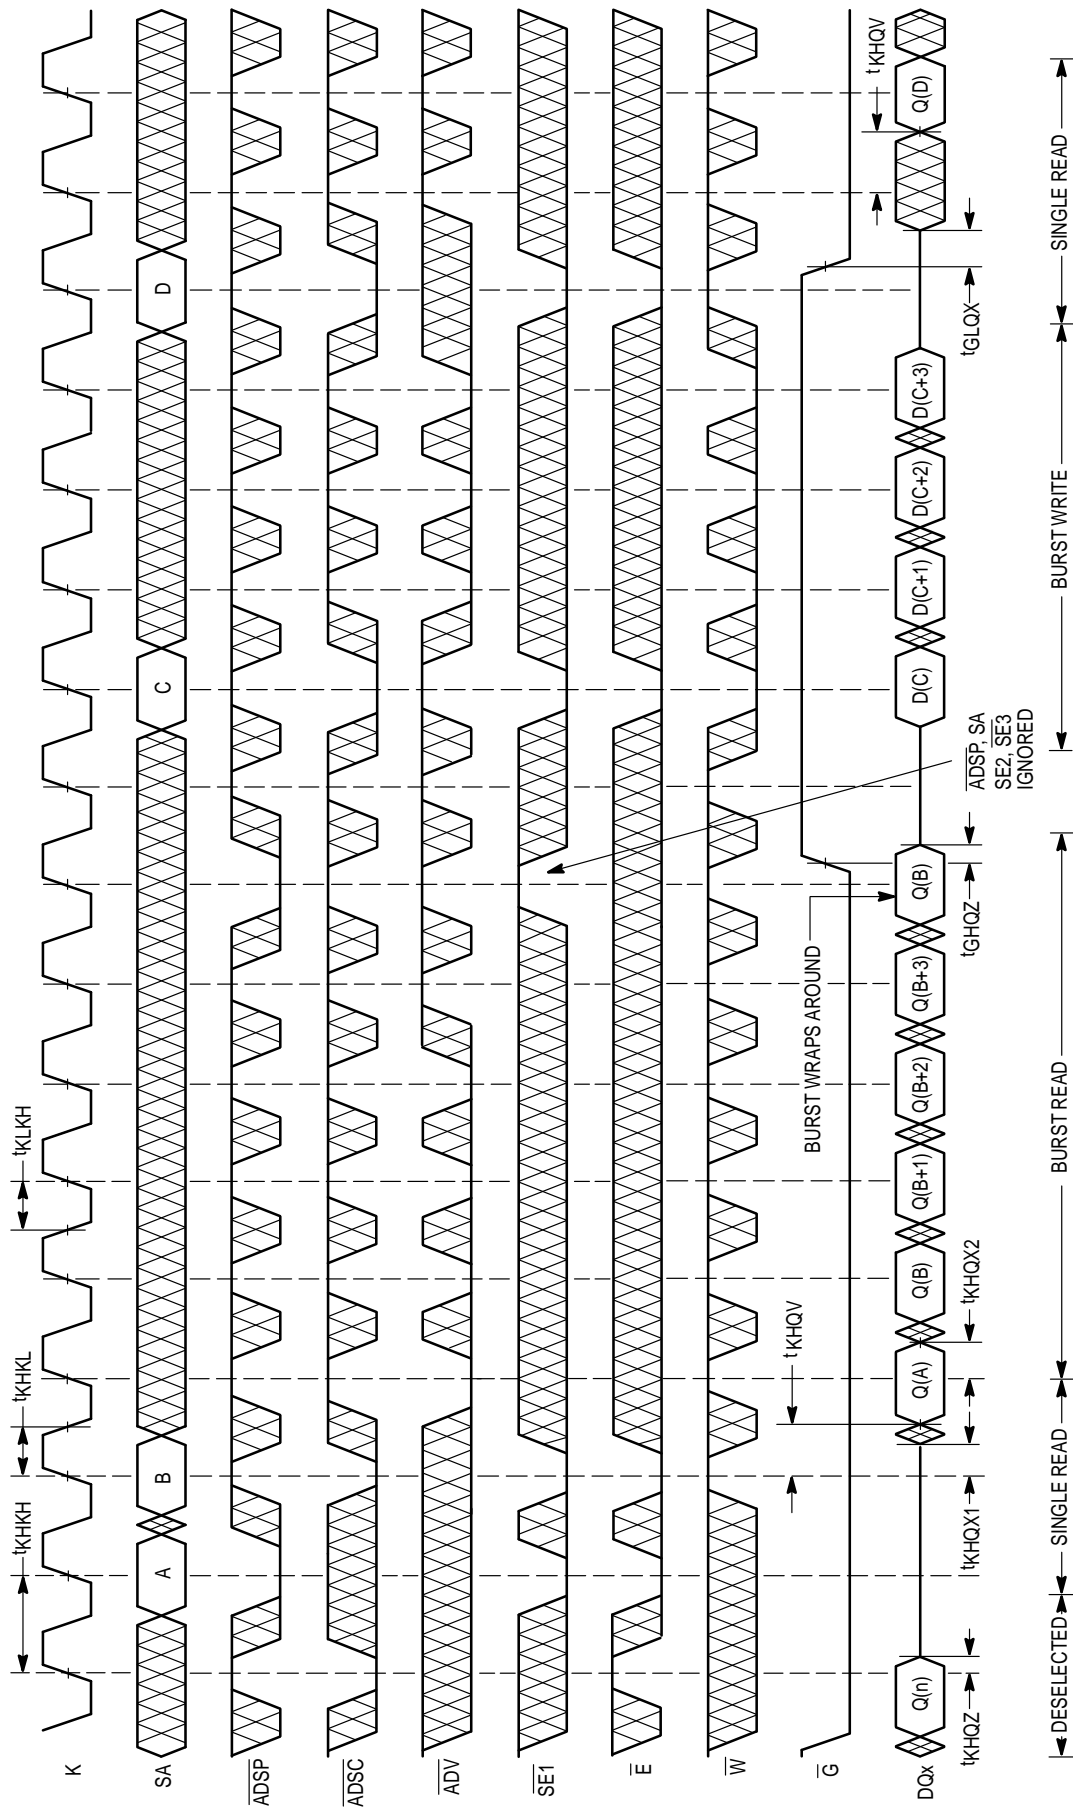 tKHKH
tKHKL
tKLKH
K
SA
A
B
C
D
ADSP
ADSC
ADV
SE1
E
W
G
tKHQV
BURST WRAPS AROUND
ADSP, SA
SE2, SE3
IGNORED
tKHQV
DQx
Q(n)
Q(A)
Q(B)
Q(B+1)
Q(B+2)
Q(B+3)
Q(B)
D(C)
D(C+1)
D(C+2)
D(C+3)
Q(D)
tKHQZ
tKHQX1
tKHQX2
tGHQZ
tGLQX
DESELECTED
SINGLE READ
BURST READ
BURST WRITE
SINGLE READ